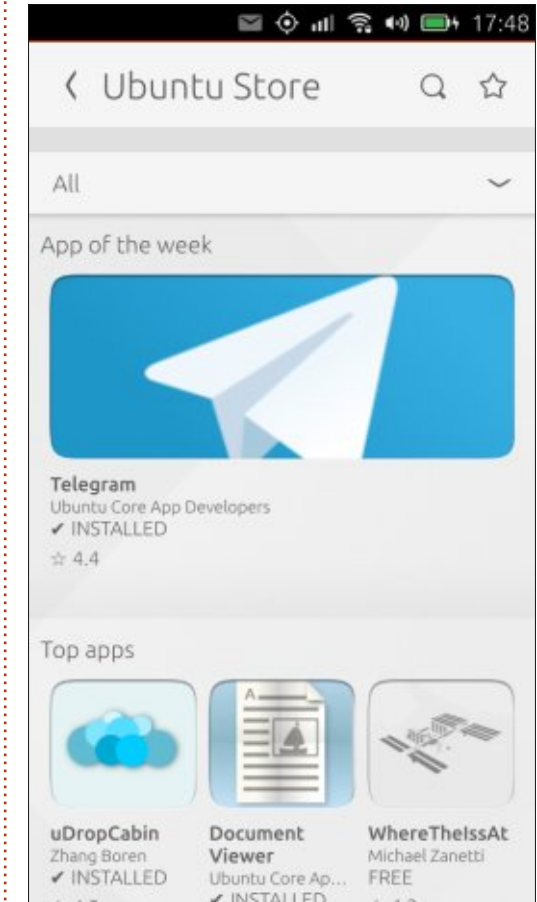 17:48
Ubuntu Store
All
App of the week
Telegram
Ubuntu Core App Developers
✔ INSTALLED
☆ 4.4
Top apps
A
uDropCabin
Zhang Boren
✔ INSTALLED
Document
Viewer
Ubuntu Core Ap...
✔ INSTALLED
WhereTheIssAt
Michael Zanetti
FREE